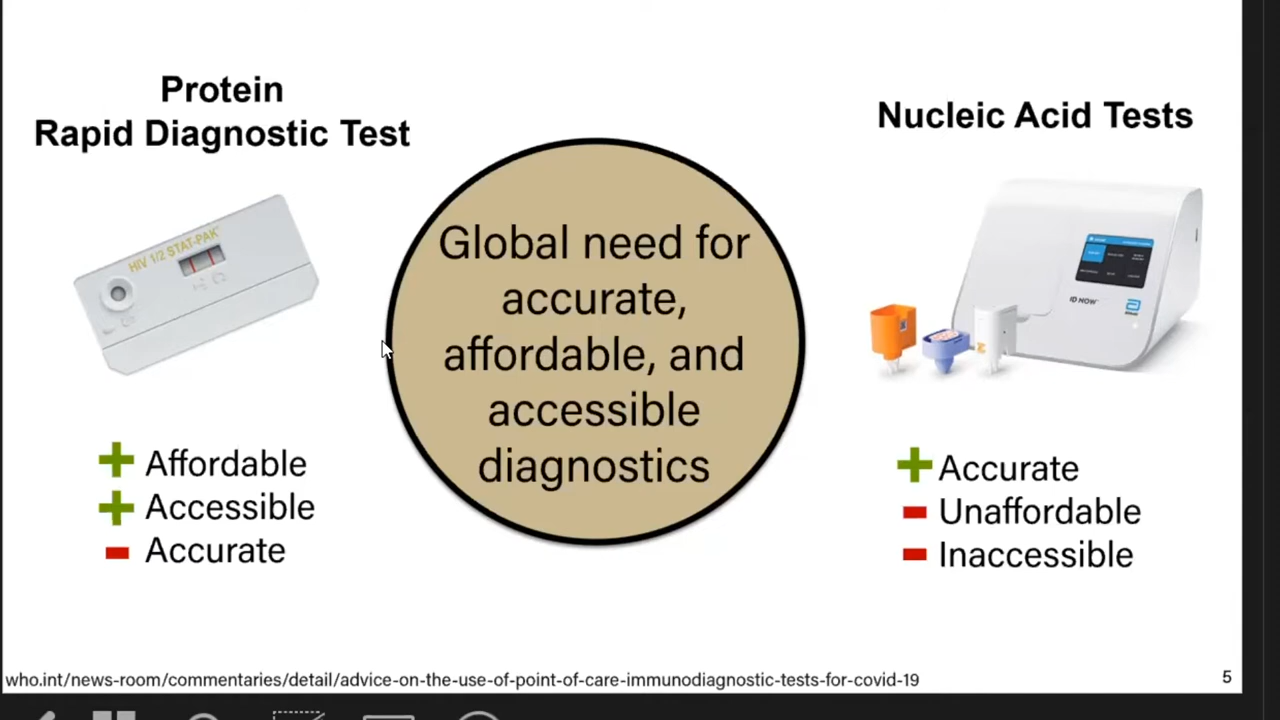 Protein
Rapid Diagnostic Test
HIV 1/2 STAT-PAK
Affordable
Accessible
Accurate
Global need for
accurate,
affordable, and
accessible
diagnostics
Nucleic Acid Tests
ID NOW
Accurate
Unaffordable
Inaccessible
who.int/news-room/commentaries/detail/advice-on-the-use-of-point-of-care-immunodiagnostic-tests-for-covid-19
5